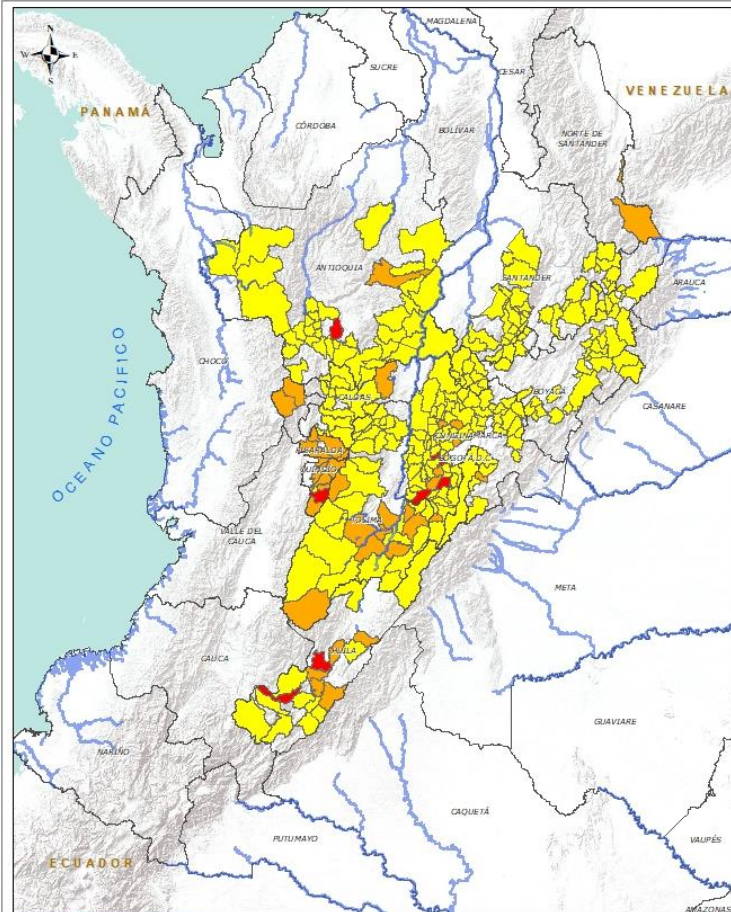 MAGDALENA
N
W E
S
SUCRE
CESAR
VENEZUELA
PANAMÁ
CÓRDOBA
BOLÍVAR
NORTE DE
SANTANDER
ANTIOQUIA
SANTANDER
ARAUCA
OCEANO PACIFICO
CHOCÓ
CALDAS
BOYACÁ
CASANARE
CUNDINAMARCA
RISARALDA
BOGOTÁ, D.C.
QUINDÍO
TOLIMA
VALLE DEL
CAUCA
META
HUILA
CAUCA
GUAVIARE
NARIÑO
CAQUETÁ
PUTUMAYO
VAUPÉS
ECUADOR
AMAZONAS